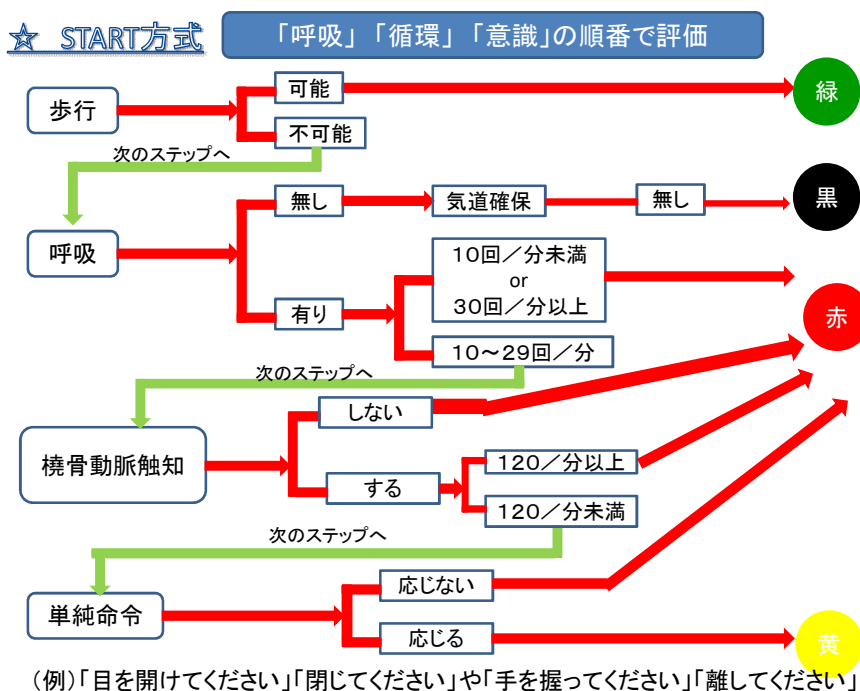 ☆ START方式
「呼吸」「循環」「意識」の順番で評価
歩行
可能
緑
不可能
次のステップへ
呼吸
無し
気道確保
無し
黒
有り
10回／分未満
or
30回／分以上
赤
10～29回／分
次のステップへ
橈骨動脈触知
しない
する
120／分以上
120／分未満
次のステップへ
単純命令
応じない
応じる
黄
（例）「目を開けてください」「閉じてください」や「手を握ってください」「離してください」